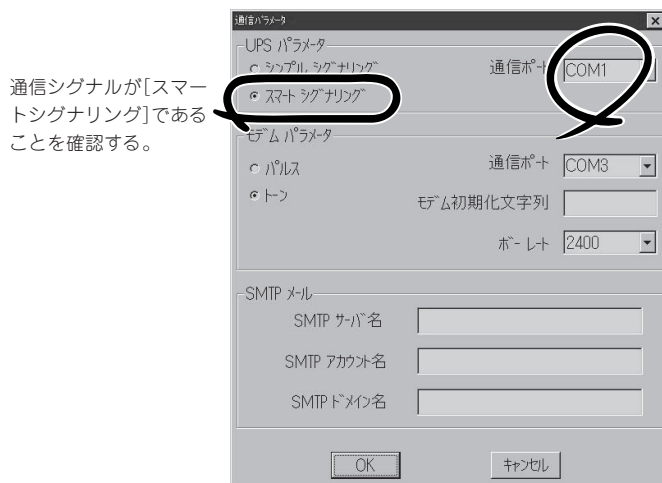 通信シグナルが[スマー
トシグナリング]である
ことを確認する。
通信ﾊﾟﾗﾒｰﾀ
UPS ﾊﾟﾗﾒｰﾀ
ｼﾝﾌﾟﾙ ｼｸﾞﾅﾘﾝｸﾞ
ｽﾏｰﾄ ｼｸﾞﾅﾘﾝｸﾞ
通信ﾎﾟｰﾄ COM1
ﾓﾃﾞﾑ ﾊﾟﾗﾒｰﾀ
ﾊﾟﾙｽ
ﾄｰﾝ
通信ﾎﾟｰﾄ COM3
ﾓﾃﾞﾑ初期化文字列
ﾎﾞｰ ﾚｰﾄ 2400
SMTP ﾒｰﾙ
SMTP ｻｰﾊﾞ名
SMTP ｱｶｳﾝﾄ名
SMTP ﾄﾞﾒｲﾝ名
OK ｷｬﾝｾﾙ